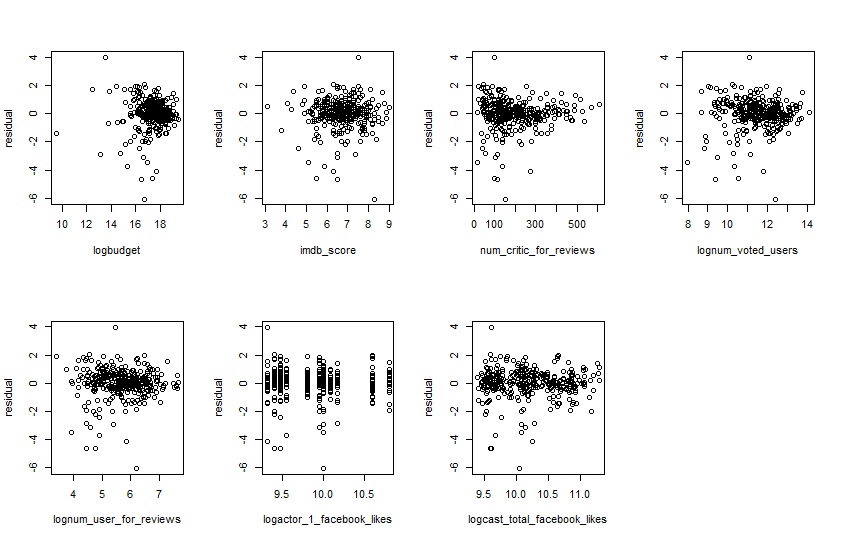 residual
4
2
0
-2
-4
-6
10 12 14 16 18
logbudget
residual
4
2
0
-2
-4
-6
3 4 5 6 7 8 9
imdb_score
residual
4
2
0
-2
-4
-6
0 100 300 500
num_critic_for_reviews
residual
4
2
0
-2
-4
-6
8 9 10 11 12 14
lognum_voted_users
residual
4
2
0
-2
-4
-6
4 5 6 7
lognum_user_for_reviews
residual
4
2
0
-2
-4
-6
9.5 10.0 10.5
logactor_1_facebook_likes
residual
4
2
0
-2
-4
-6
9.5 10.0 10.5 11.0
logcast_total_facebook_likes